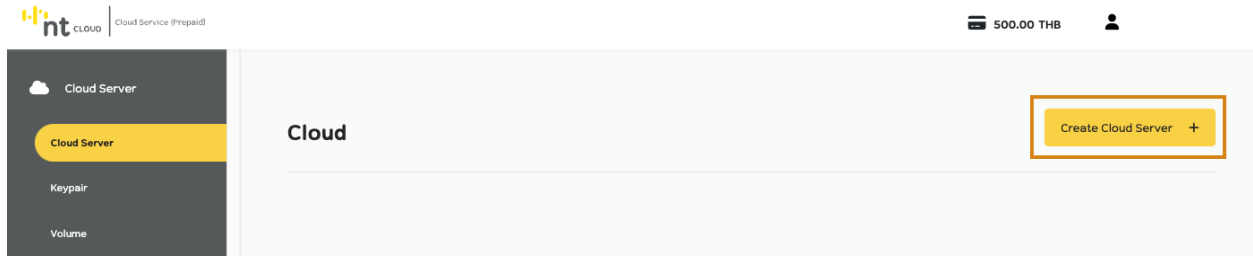 nt CLOUD Cloud Service (Prepaid)
500.00 THB
Cloud Server
Cloud Server
Keypair
Volume
Cloud
Create Cloud Server +